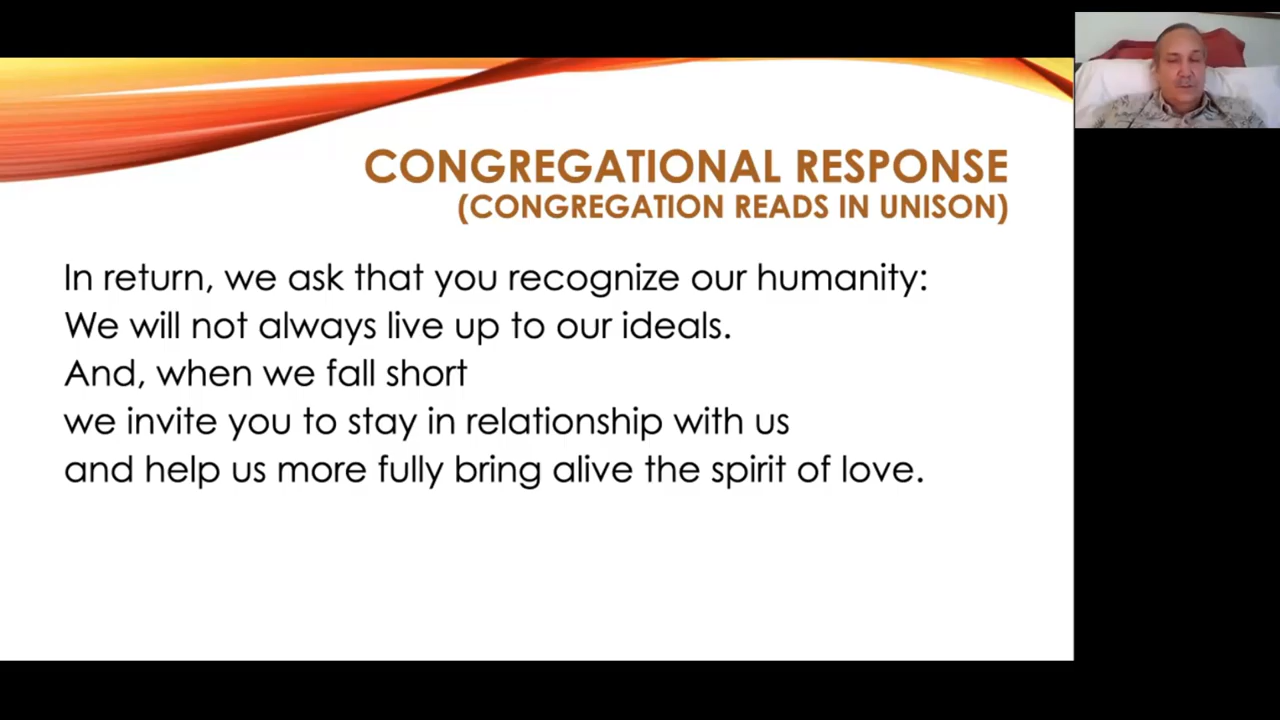 CONGREGATIONAL RESPONSE
(CONGREGATION READS IN UNISON)
In return, we ask that you recognize our humanity:
We will not always live up to our ideals.
And, when we fall short
we invite you to stay in relationship with us
and help us more fully bring alive the spirit of love.